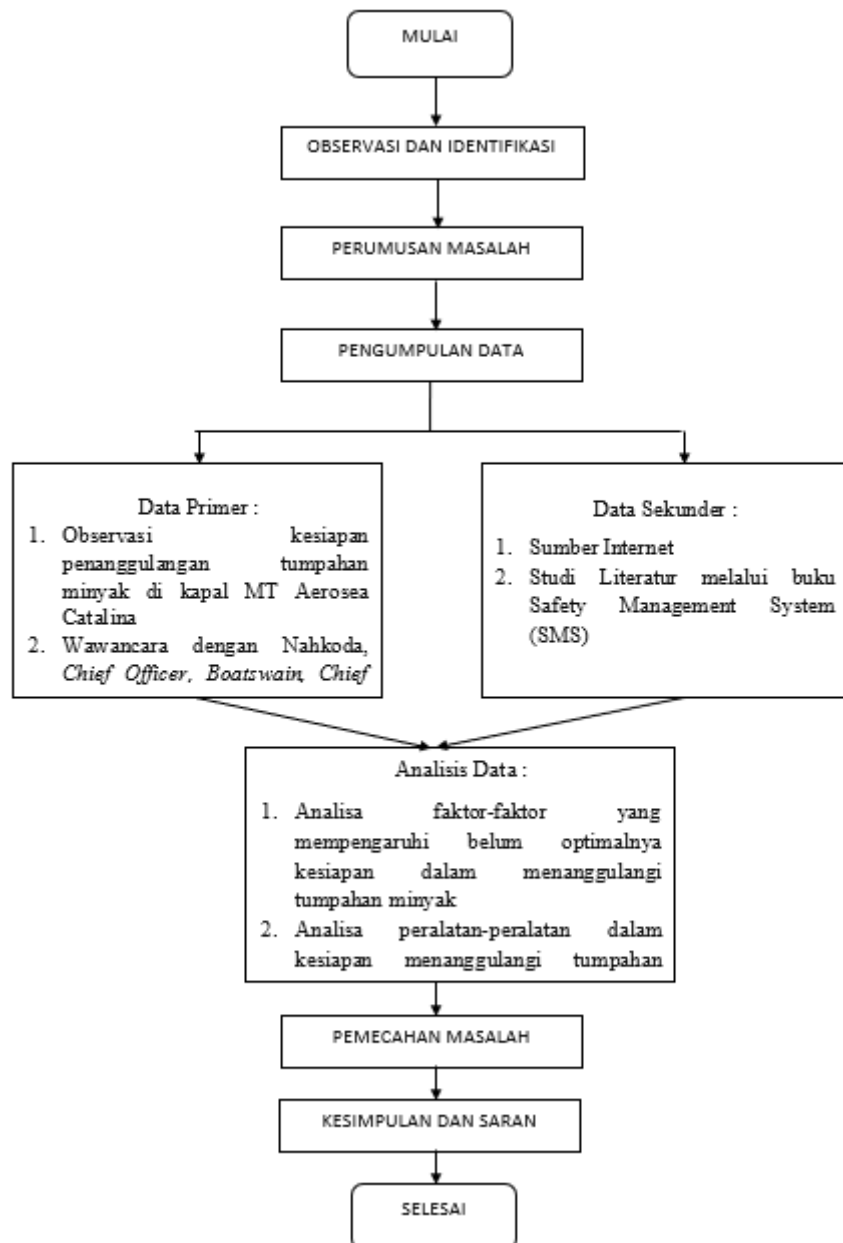 MULAI
OBSERVASI DAN IDENTIFIKASI
PERUMUSAN MASALAH
PENGUMPULAN DATA
Data Primer :
1. Observasi kesiapan
penanggulangan tumpahan
minyak di kapal MT Aerosea
Catalina
2. Wawancara dengan Nahkoda,
Chief Officer, Boatswain, Chief
Data Sekunder :
1. Sumber Internet
2. Studi Literatur melalui buku
Safety Management System
(SMS)
Analisis Data :
1. Analisa faktor-faktor yang
mempengaruhi belum optimalnya
kesiapan dalam menanggulangi
tumpahan minyak
2. Analisa peralatan-peralatan dalam
kesiapan menanggulangi tumpahan
PEMECAHAN MASALAH
KESIMPULAN DAN SARAN
SELESAI